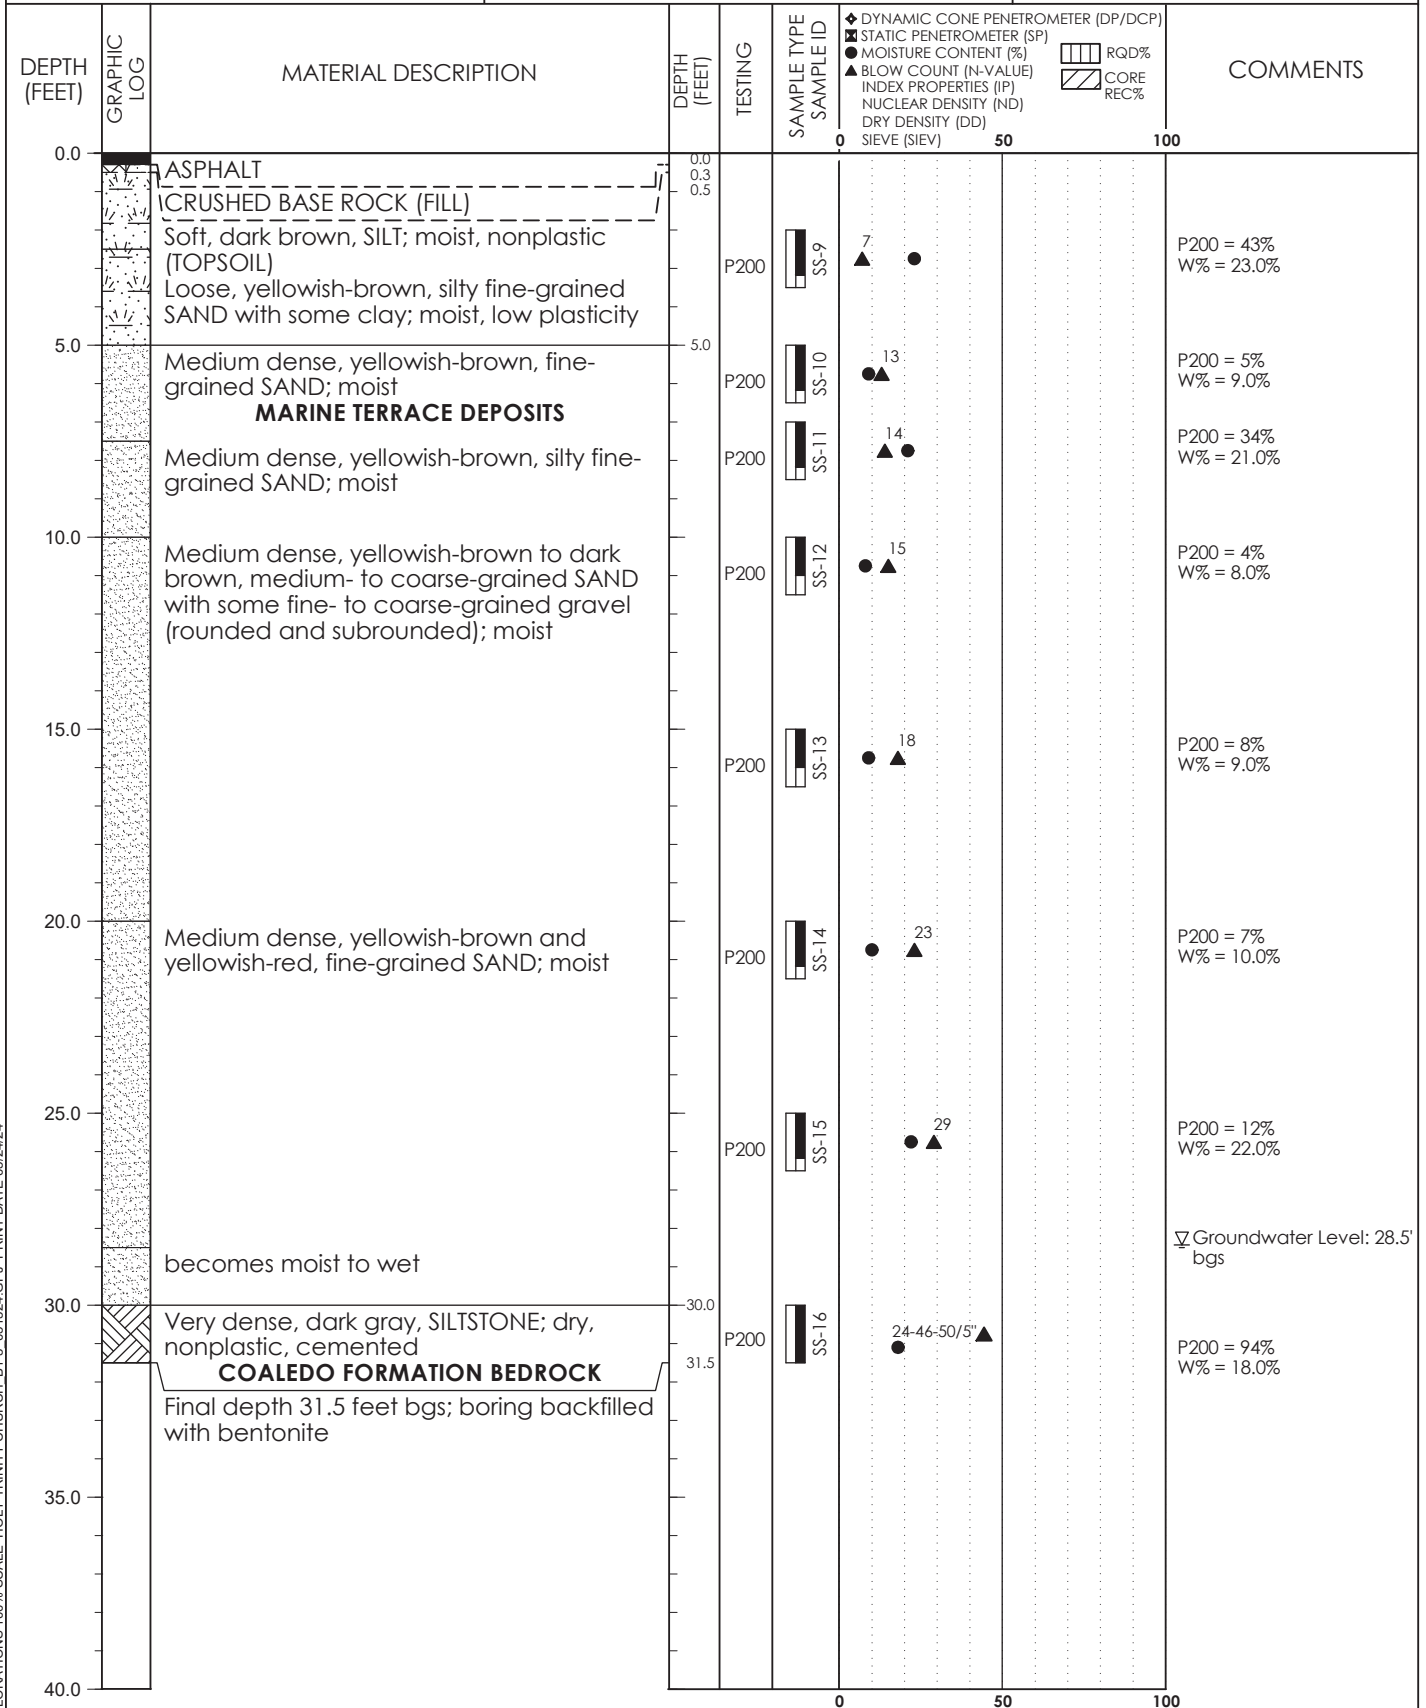 DEPTH
(FEET)
GRAPHIC
LOG
MATERIAL DESCRIPTION
DEPTH
(FEET)
TESTING
SAMPLE TYPE
SAMPLE ID
DYNAMIC CONE PENETROMETER (DP/DCP)
STATIC PENETROMETER (SP)
MOISTURE CONTENT (%)
BLOW COUNT (N-VALUE)
INDEX PROPERTIES (IP)
NUCLEAR DENSITY (ND)
DRY DENSITY (DD)
SIEVE (SIEV)
RQD%
CORE
REC%
COMMENTS
0 50 100
0.0
ASPHALT
0.0
0.3
0.5
CRUSHED BASE ROCK (FILL)
Soft, dark brown, SILT; moist, nonplastic
(TOPSOIL)
Loose, yellowish-brown, silty fine-grained
SAND with some clay; moist, low plasticity
P200
SS-9
7
P200 = 43%
W% = 23.0%
5.0
5.0
Medium dense, yellowish-brown, fine-
grained SAND; moist
MARINE TERRACE DEPOSITS
P200
SS-10
13
P200 = 5%
W% = 9.0%
Medium dense, yellowish-brown, silty fine-
grained SAND; moist
P200
SS-11
14
P200 = 34%
W% = 21.0%
10.0
Medium dense, yellowish-brown to dark
brown, medium- to coarse-grained SAND
with some fine- to coarse-grained gravel
(rounded and subrounded); moist
P200
SS-12
15
P200 = 4%
W% = 8.0%
15.0
P200
SS-13
18
P200 = 8%
W% = 9.0%
20.0
Medium dense, yellowish-brown and
yellowish-red, fine-grained SAND; moist
P200
SS-14
23
P200 = 7%
W% = 10.0%
25.0
P200
SS-15
29
P200 = 12%
W% = 22.0%
becomes moist to wet
Groundwater Level: 28.5'
bgs
30.0
30.0
Very dense, dark gray, SILTSTONE; dry,
nonplastic, cemented
COALEDO FORMATION BEDROCK
P200
SS-16
24-46-50/5"
P200 = 94%
W% = 18.0%
31.5
Final depth 31.5 feet bgs; boring backfilled
with bentonite
35.0
40.0
0 50 100